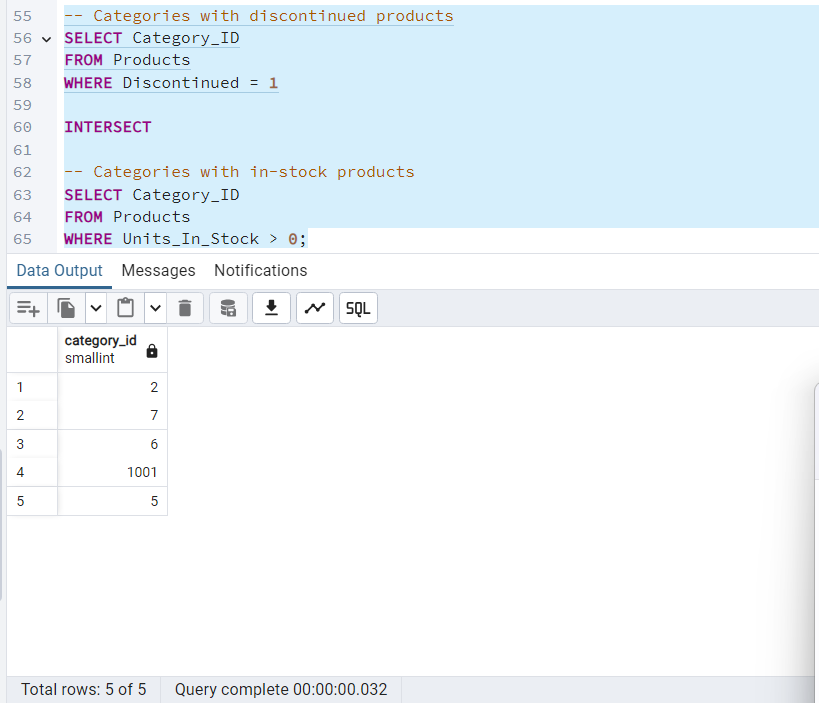 55 -- Categories with discontinued products
56 SELECT Category_ID
57 FROM Products
58 WHERE Discontinued = 1
59
60 INTERSECT
61
62 -- Categories with in-stock products
63 SELECT Category_ID
64 FROM Products
65 WHERE Units_In_Stock > 0;
Data Output Messages Notifications
SQL
category_id
smallint
1 2
2 7
3 6
4 1001
5 5
Total rows: 5 of 5 Query complete 00:00:00.032